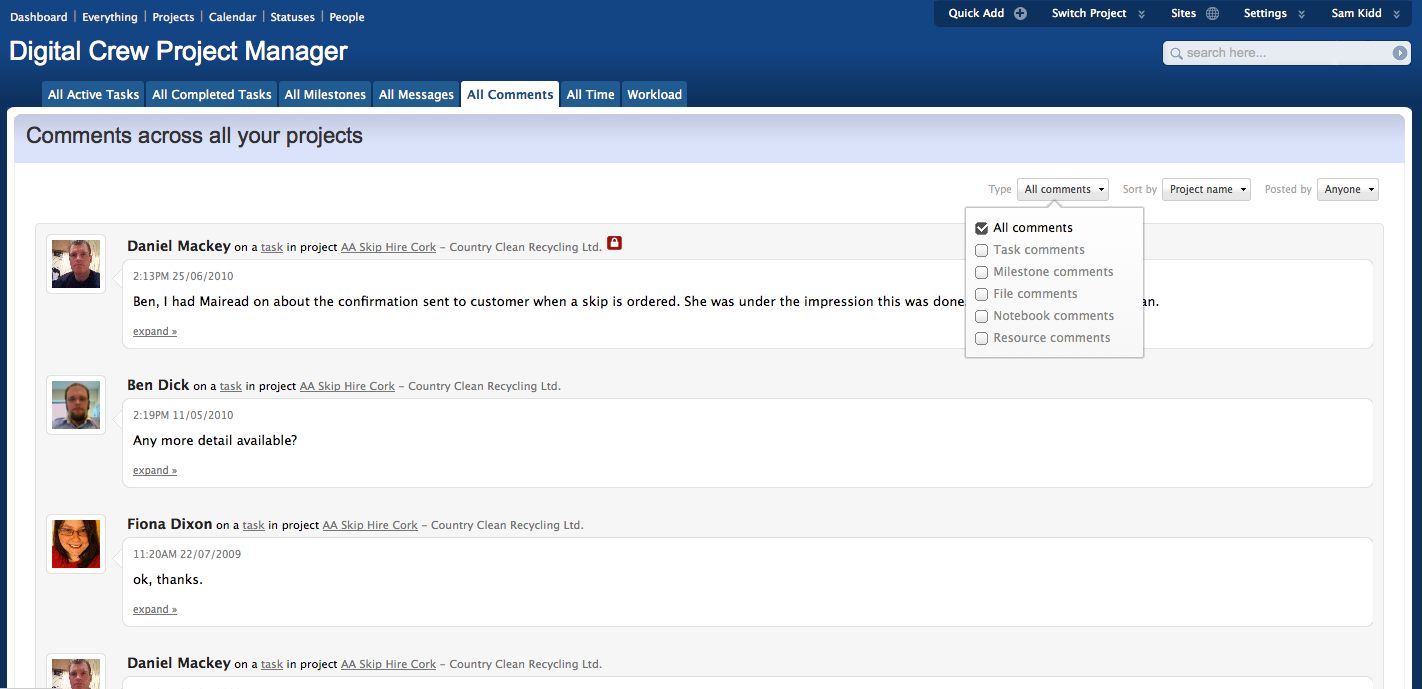 Dashboard | Everything | Projects | Calendar | Statuses | People
Quick Add Switch Project Sites Settings Sam Kidd
Digital Crew Project Manager
search here...
All Active Tasks All Completed Tasks All Milestones All Messages All Comments All Time Workload
Comments across all your projects
Type All comments Sort by Project name Posted by Anyone
All comments
Task comments
Milestone comments
File comments
Notebook comments
Resource comments
Daniel Mackey on a task in project AA Skip Hire Cork – Country Clean Recycling Ltd.
2:13PM 25/06/2010
Ben, I had Mairead on about the confirmation sent to customer when a skip is ordered. She was under the impression this was done an.
expand »
Ben Dick on a task in project AA Skip Hire Cork – Country Clean Recycling Ltd.
2:19PM 11/05/2010
Any more detail available?
expand »
Fiona Dixon on a task in project AA Skip Hire Cork – Country Clean Recycling Ltd.
11:20AM 22/07/2009
ok, thanks.
expand »
Daniel Mackey on a task in project AA Skip Hire Cork – Country Clean Recycling Ltd.